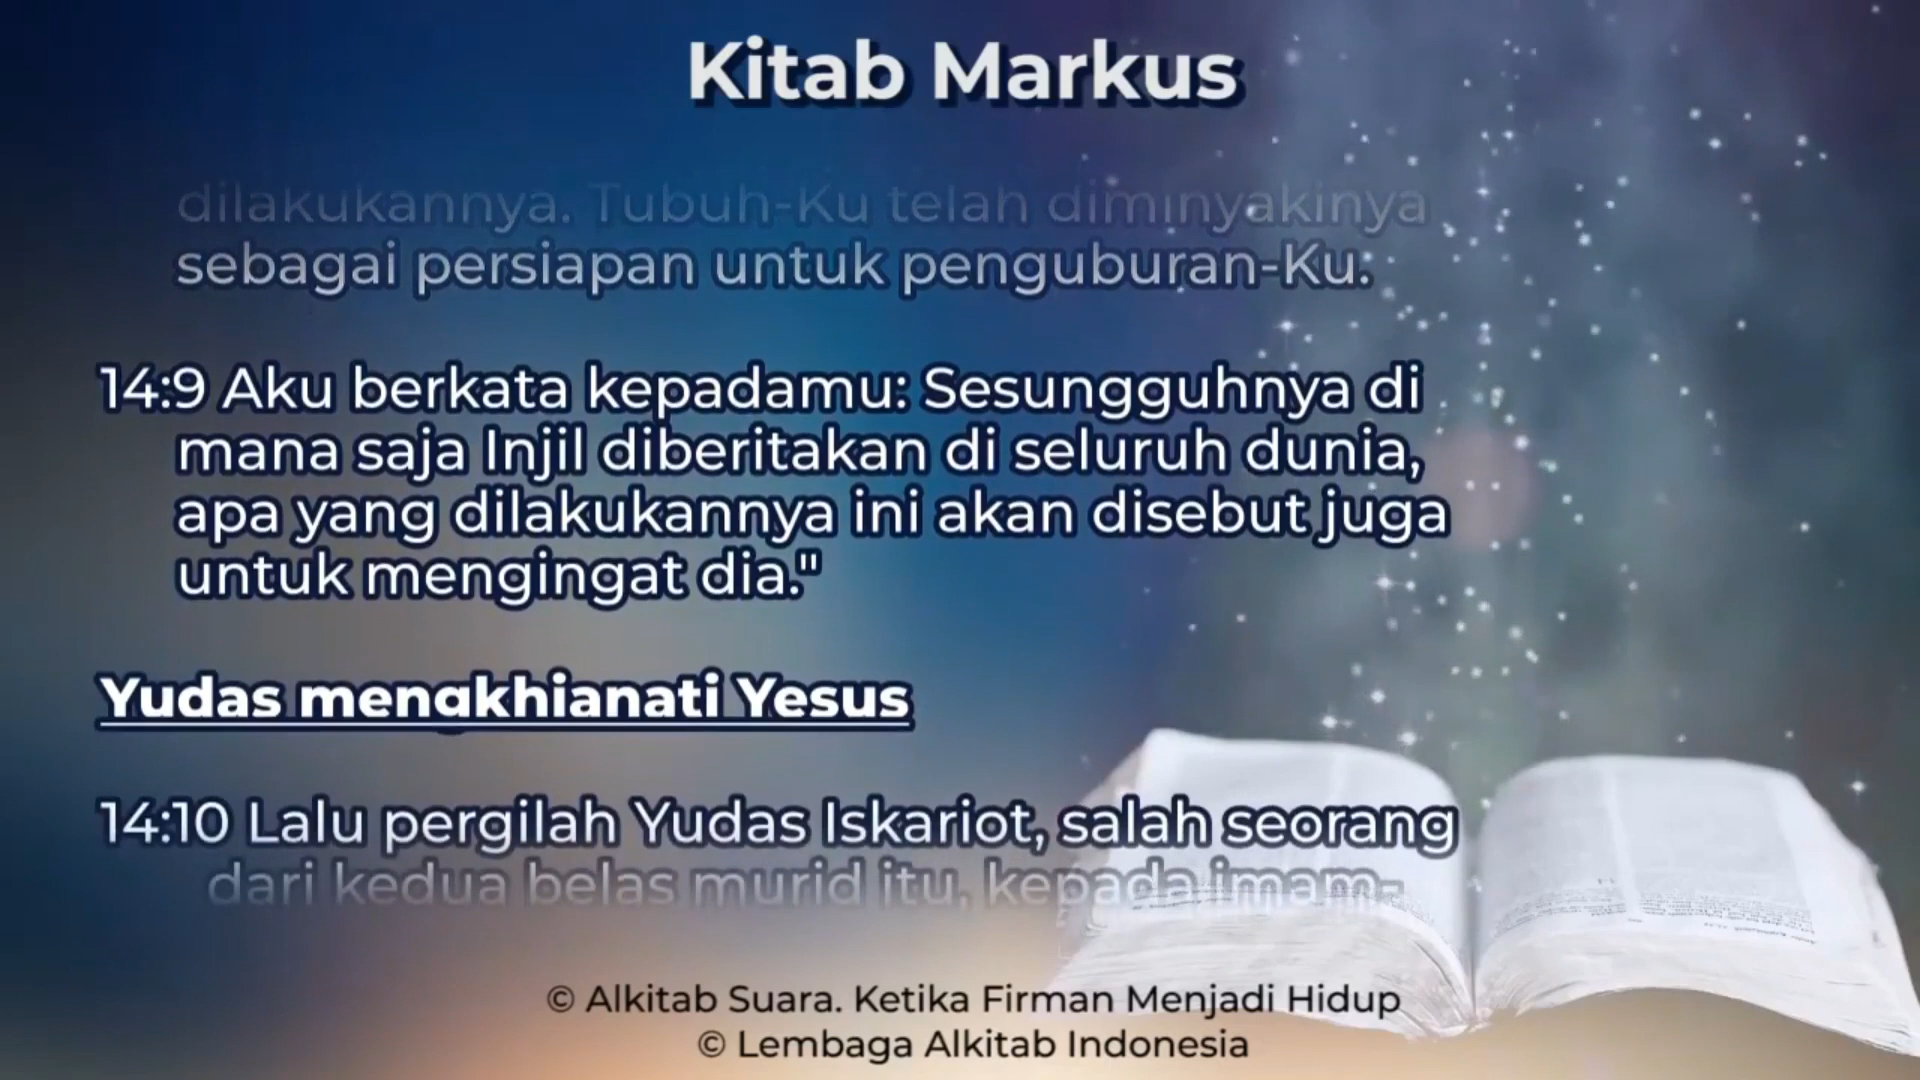 Kitab Markus
dilakukannya. Tubuh-Ku telah diminyakinya
sebagai persiapan untuk penguburan-Ku.
14:9 Aku berkata kepadamu: Sesungguhnya di
mana saja Injil diberitakan di seluruh dunia,
apa yang dilakukannya ini akan disebut juga
untuk mengingat dia."
Yudas mengkhianati Yesus
14:10 Lalu pergilah Yudas Iskariot, salah seorang
dari kedua belas murid itu, kepada imam-
© Alkitab Suara. Ketika Firman Menjadi Hidup
© Lembaga Alkitab Indonesia